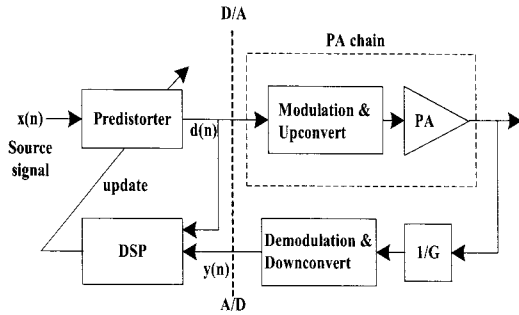 D/A
PA chain
x(n)
Source
signal
Predistorter
d(n)
Modulation &
Upconvert
PA
update
DSP
y(n)
Demodulation &
Downconvert
1/G
A/D